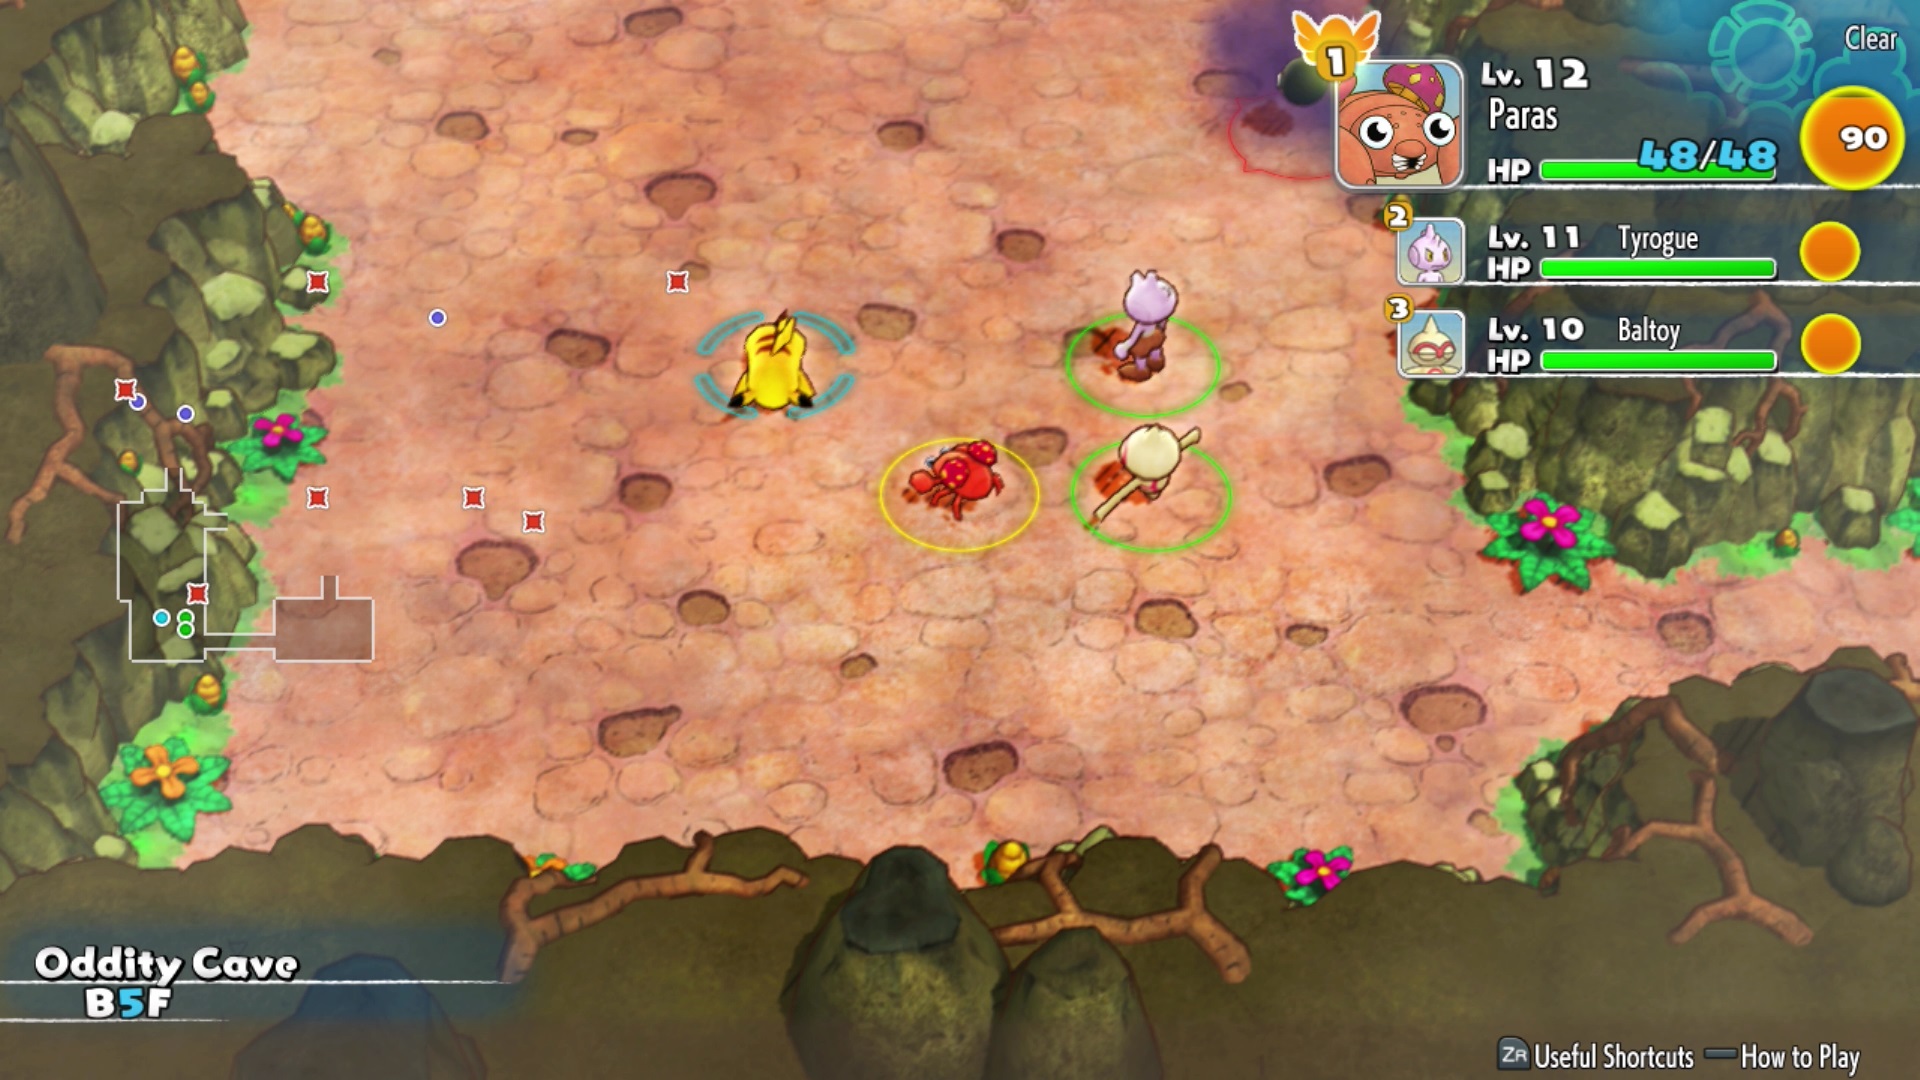 Clear
1
Lv. 12
Paras
HP 48/48
90
2
Lv. 11 Tyrogue
HP
3
Lv. 10 Baltoy
HP
Oddity Cave
B5F
ZR Useful Shortcuts How to Play